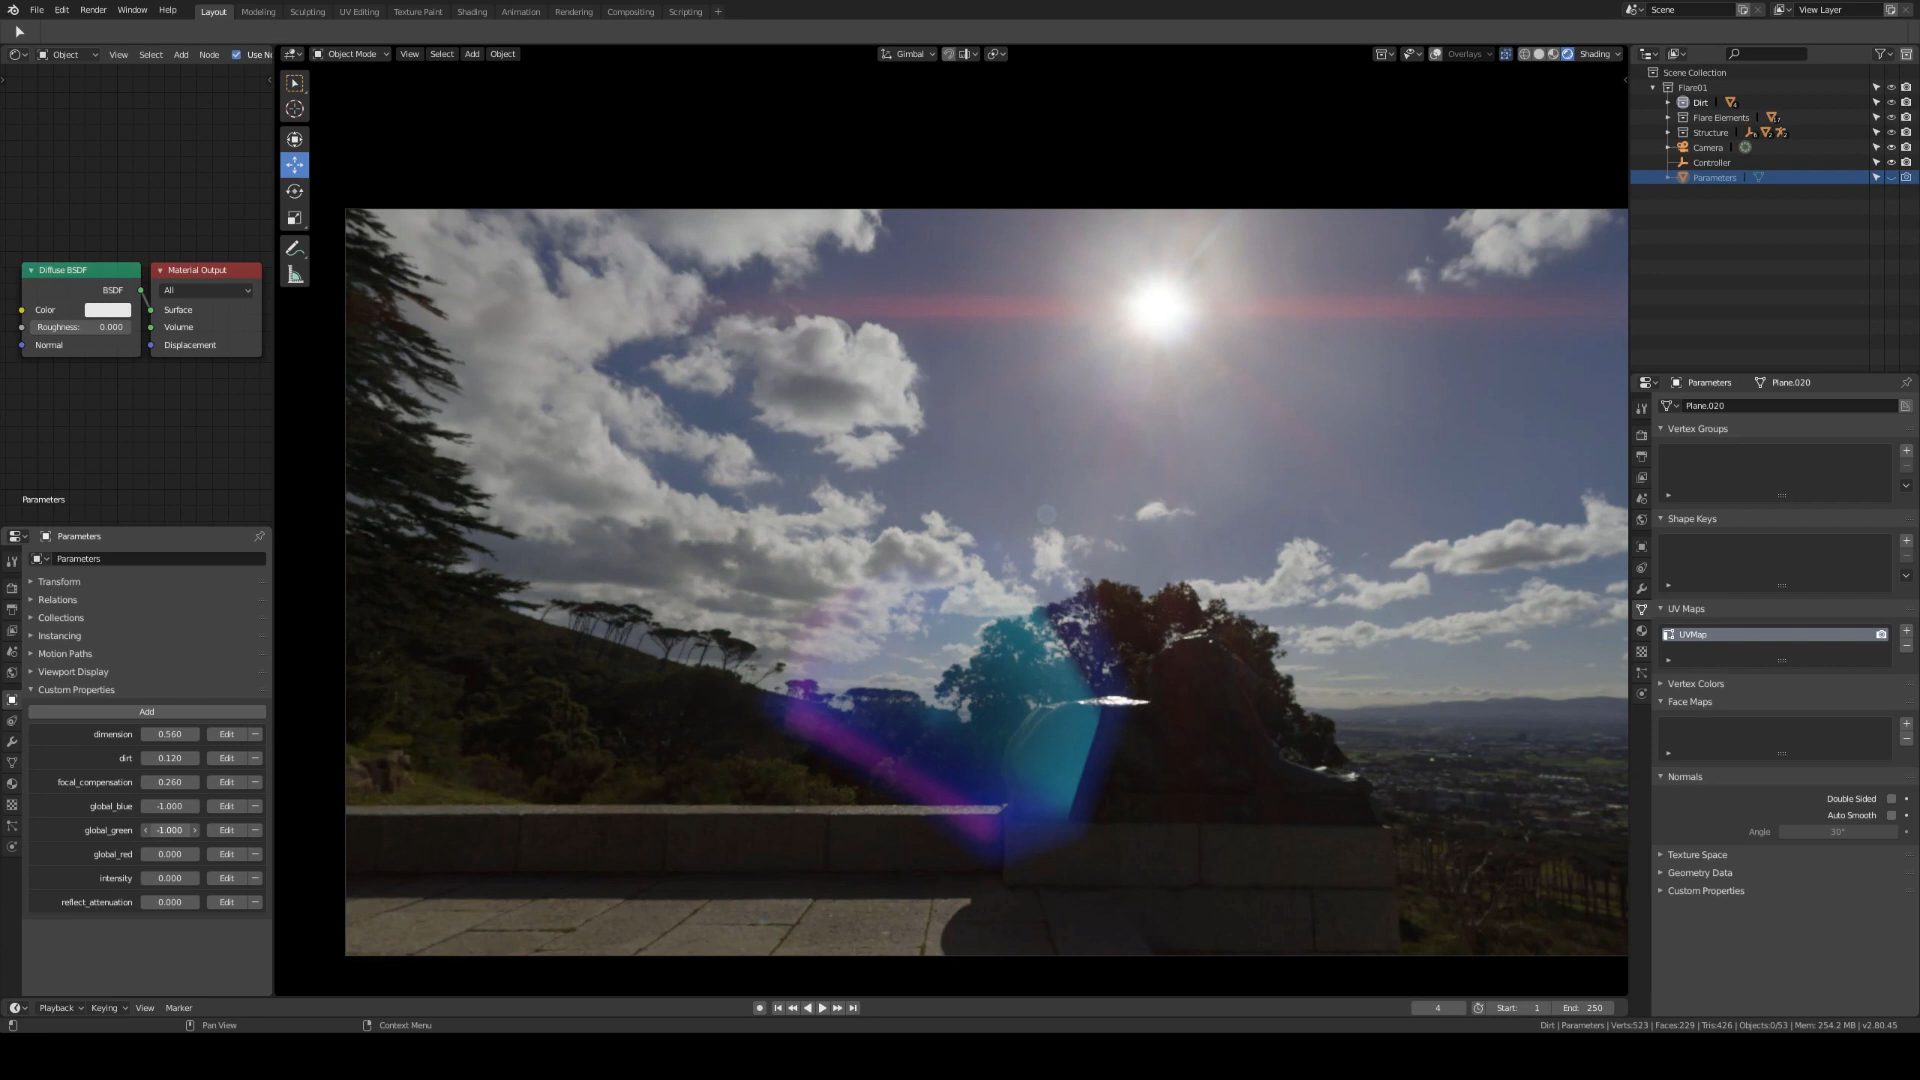 File Edit Render Window Help Layout Modeling Sculpting UV Editing Texture Paint Shading Animation Rendering Compositing Scripting + Scene View Layer
Object View Select Add Node Use No Object Mode View Select Add Object Gimbal Overlays Shading
Scene Collection
Flare01
Dirt
Flare Elements
Structure
Camera
Controller
Parameters
Diffuse BSDF
BSDF
Color
Roughness: 0.000
Normal
Material Output
All
Surface
Volume
Displacement
Parameters
Parameters
Parameters
Transform
Relations
Collections
Instancing
Motion Paths
Viewport Display
Custom Properties
Add
dimension 0.560 Edit
dirt 0.120 Edit
focal_compensation 0.260 Edit
global_blue -1.000 Edit
global_green -1.000 Edit
global_red 0.000 Edit
intensity 0.000 Edit
reflect_attenuation 0.000 Edit
Parameters Plane.020
Plane.020
Vertex Groups
Shape Keys
UV Maps
UVMap
Vertex Colors
Face Maps
Normals
Double Sided
Auto Smooth
Angle 30°
Texture Space
Geometry Data
Custom Properties
Playback Keying View Marker 4 Start: 1 End: 250
Pan View Context Menu Dirt | Parameters | Verts:523 | Faces:229 | Tris:426 | Objects:0/53 | Mem: 254.2 MB | v2.80.45